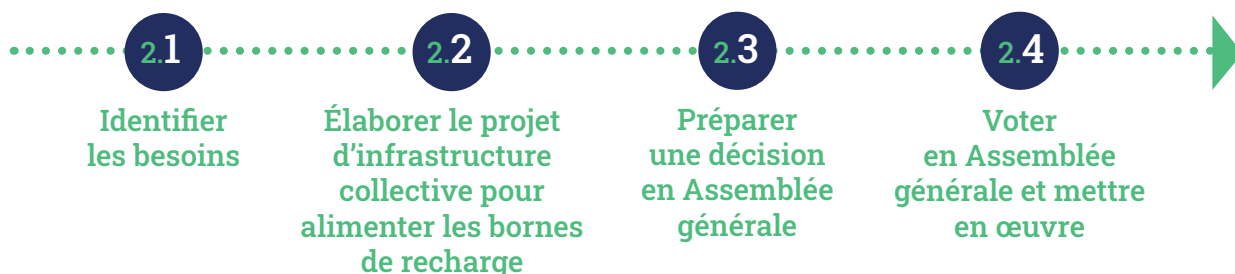 2.1
Identifier
les besoins
2.2
Élaborer le projet
d’infrastructure
collective pour
alimenter les bornes
de recharge
2.3
Préparer
une décision
en Assemblée
générale
2.4
Voter
en Assemblée
générale et mettre
en œuvre